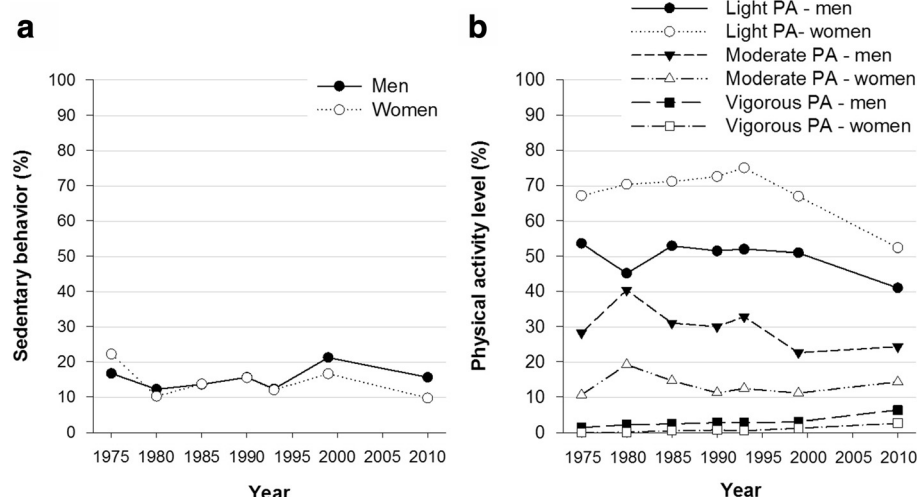 a
Men
Women
Sedentary behavior (%)
100
90
80
70
60
50
40
30
20
10
0
1975 1980 1985 1990 1995 2000 2005 2010
Year
b
Light PA - men
Light PA- women
Moderate PA - men
Moderate PA - women
Vigorous PA - men
Vigorous PA - women
Physical activity level (%)
100
90
80
70
60
50
40
30
20
10
0
1975 1980 1985 1990 1995 2000 2005 2010
Year